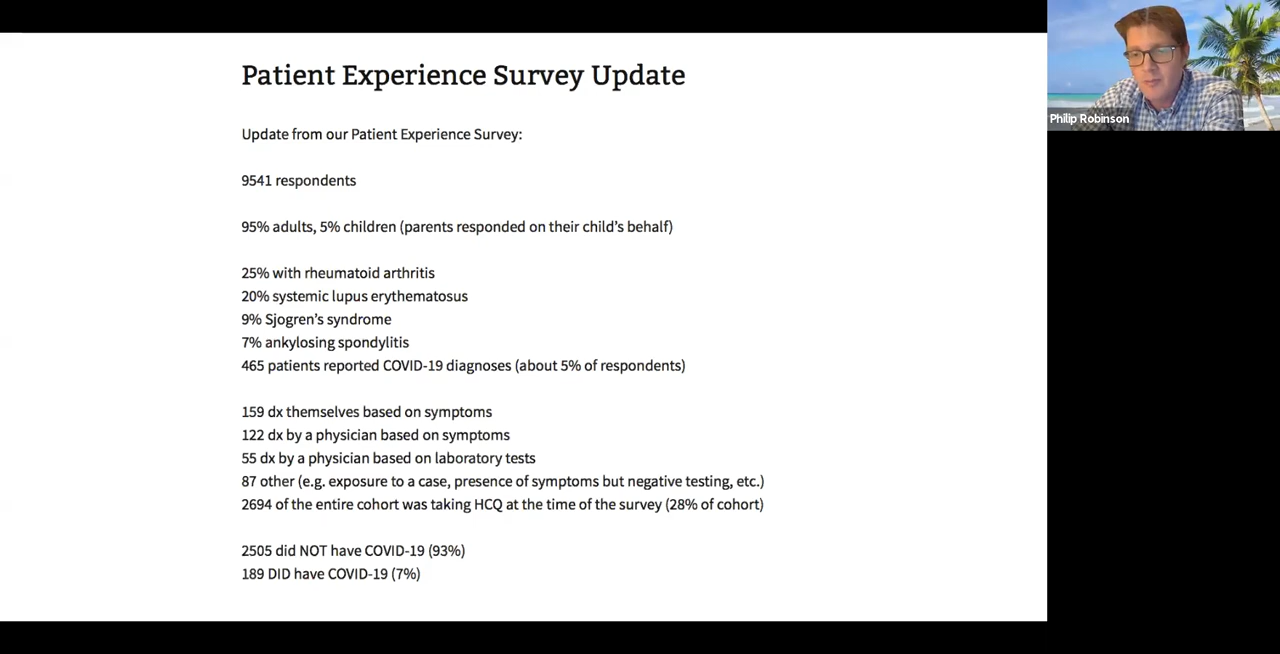 Patient Experience Survey Update
Update from our Patient Experience Survey:
9541 respondents
95% adults, 5% children (parents responded on their child’s behalf)
25% with rheumatoid arthritis
20% systemic lupus erythematosus
9% Sjogren’s syndrome
7% ankylosing spondylitis
465 patients reported COVID-19 diagnoses (about 5% of respondents)
159 dx themselves based on symptoms
122 dx by a physician based on symptoms
55 dx by a physician based on laboratory tests
87 other (e.g. exposure to a case, presence of symptoms but negative testing, etc.)
2694 of the entire cohort was taking HCQ at the time of the survey (28% of cohort)
2505 did NOT have COVID-19 (93%)
189 DID have COVID-19 (7%)
Philip Robinson